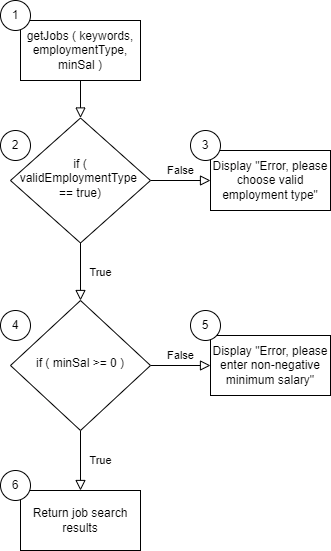 1
getJobs ( keywords,
employmentType,
minSal )
2
if (
validEmploymentType
== true)
False
3
Display "Error, please
choose valid
employment type"
True
4
if ( minSal >= 0 )
False
5
Display "Error, please
enter non-negative
minimum salary"
True
6
Return job search
results